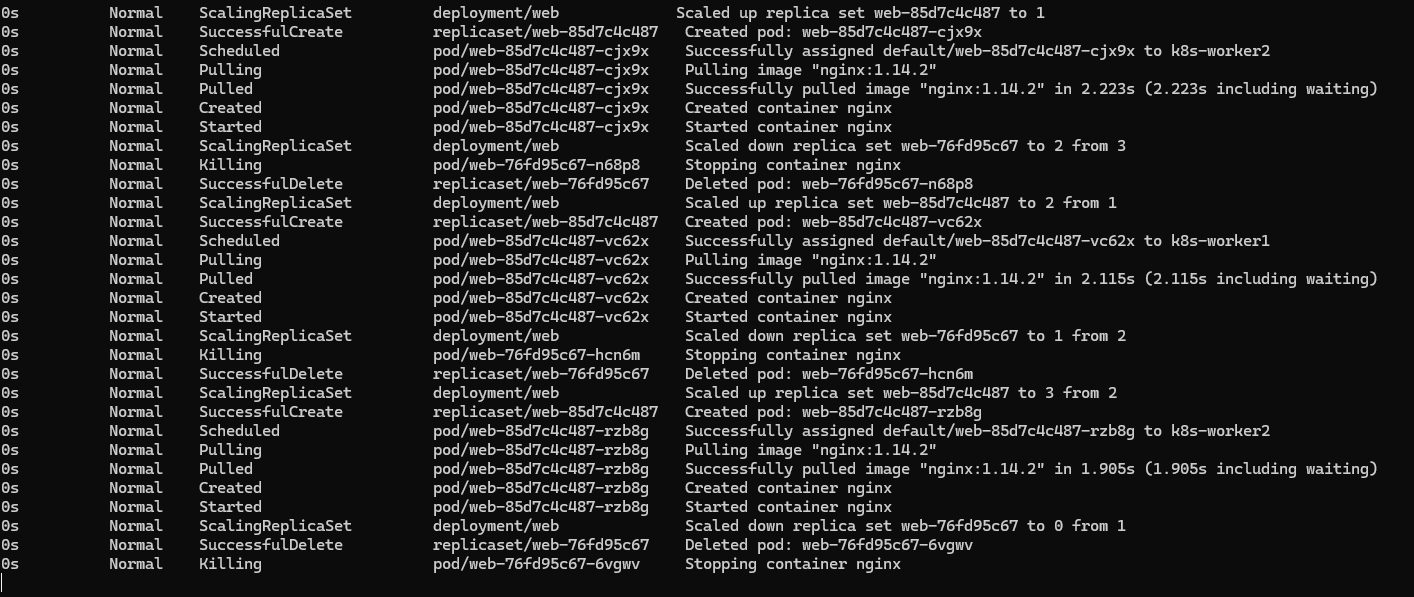 0s          Normal    ScalingReplicaSet         deployment/web             Scaled up replica set web-85d7c4c487 to 1
0s          Normal    SuccessfulCreate          replicaset/web-85d7c4c487   Created pod: web-85d7c4c487-cjx9x
0s          Normal    Scheduled                 pod/web-85d7c4c487-cjx9x    Successfully assigned default/web-85d7c4c487-cjx9x to k8s-worker2
0s          Normal    Pulling                   pod/web-85d7c4c487-cjx9x    Pulling image "nginx:1.14.2"
0s          Normal    Pulled                    pod/web-85d7c4c487-cjx9x    Successfully pulled image "nginx:1.14.2" in 2.223s (2.223s including waiting)
0s          Normal    Created                   pod/web-85d7c4c487-cjx9x    Created container nginx
0s          Normal    Started                   pod/web-85d7c4c487-cjx9x    Started container nginx
0s          Normal    ScalingReplicaSet         deployment/web              Scaled down replica set web-76fd95c67 to 2 from 3
0s          Normal    Killing                   pod/web-76fd95c67-n68p8     Stopping container nginx
0s          Normal    SuccessfulDelete          replicaset/web-76fd95c67    Deleted pod: web-76fd95c67-n68p8
0s          Normal    ScalingReplicaSet         deployment/web              Scaled up replica set web-85d7c4c487 to 2 from 1
0s          Normal    SuccessfulCreate          replicaset/web-85d7c4c487   Created pod: web-85d7c4c487-vc62x
0s          Normal    Scheduled                 pod/web-85d7c4c487-vc62x    Successfully assigned default/web-85d7c4c487-vc62x to k8s-worker1
0s          Normal    Pulling                   pod/web-85d7c4c487-vc62x    Pulling image "nginx:1.14.2"
0s          Normal    Pulled                    pod/web-85d7c4c487-vc62x    Successfully pulled image "nginx:1.14.2" in 2.115s (2.115s including waiting)
0s          Normal    Created                   pod/web-85d7c4c487-vc62x    Created container nginx
0s          Normal    Started                   pod/web-85d7c4c487-vc62x    Started container nginx
0s          Normal    ScalingReplicaSet         deployment/web              Scaled down replica set web-76fd95c67 to 1 from 2
0s          Normal    Killing                   pod/web-76fd95c67-hcn6m     Stopping container nginx
0s          Normal    SuccessfulDelete          replicaset/web-76fd95c67    Deleted pod: web-76fd95c67-hcn6m
0s          Normal    ScalingReplicaSet         deployment/web              Scaled up replica set web-85d7c4c487 to 3 from 2
0s          Normal    SuccessfulCreate          replicaset/web-85d7c4c487   Created pod: web-85d7c4c487-rzb8g
0s          Normal    Scheduled                 pod/web-85d7c4c487-rzb8g    Successfully assigned default/web-85d7c4c487-rzb8g to k8s-worker2
0s          Normal    Pulling                   pod/web-85d7c4c487-rzb8g    Pulling image "nginx:1.14.2"
0s          Normal    Pulled                    pod/web-85d7c4c487-rzb8g    Successfully pulled image "nginx:1.14.2" in 1.905s (1.905s including waiting)
0s          Normal    Created                   pod/web-85d7c4c487-rzb8g    Created container nginx
0s          Normal    Started                   pod/web-85d7c4c487-rzb8g    Started container nginx
0s          Normal    ScalingReplicaSet         deployment/web              Scaled down replica set web-76fd95c67 to 0 from 1
0s          Normal    SuccessfulDelete          replicaset/web-76fd95c67    Deleted pod: web-76fd95c67-6vgwv
0s          Normal    Killing                   pod/web-76fd95c67-6vgwv     Stopping container nginx